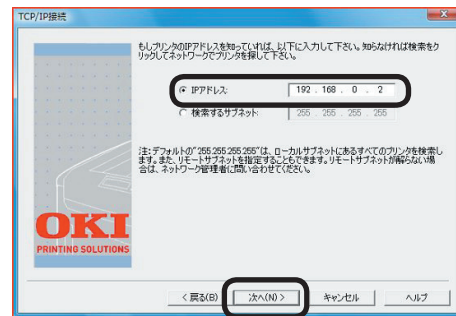 TCP/IP接続
もしプリンタのIPアドレスを知っていれば、以下に入力して下さい。知らなければ検索をク
リックしてネットワークでプリンタを探して下さい。
IPアドレス 192 . 168 . 0 . 2
検索するサブネット: 255 . 255 . 255 . 255
注:デフォルトの"255.255.255.255"は、ローカルサブネットにあるすべてのプリンタを検索し
ます。また、リモートサブネットを指定することもできます。リモートサブネットが解らない場
合は、ネットワーク管理者に問い合わせてください。
OKI
PRINTING SOLUTIONS
< 戻る(B) 次へ(N) > キャンセル ヘルプ